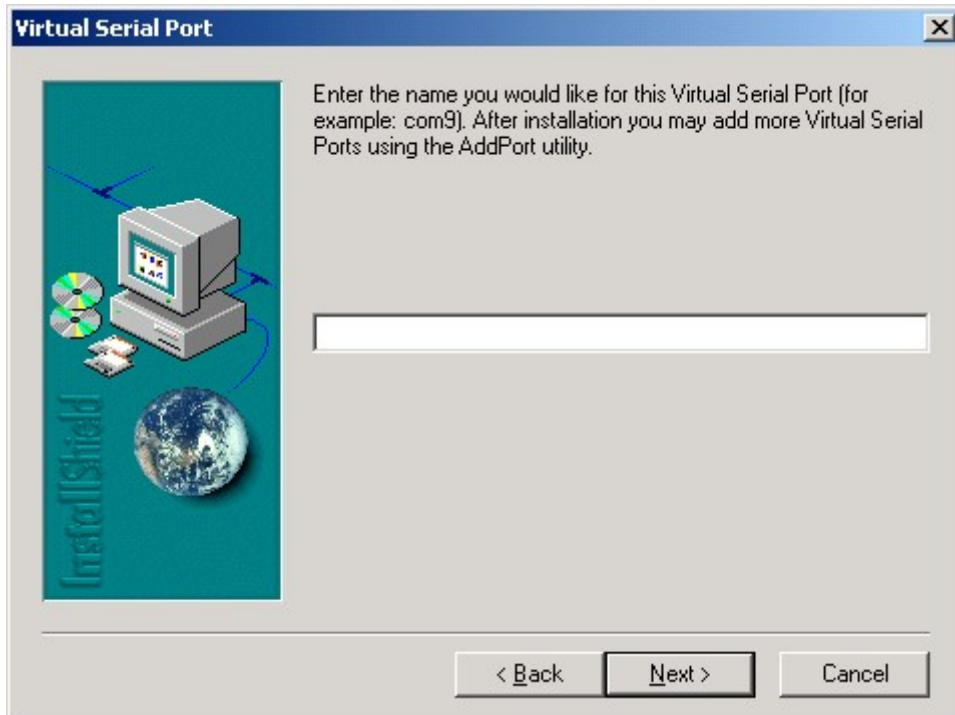 Virtual Serial Port
Enter the name you would like for this Virtual Serial Port (for
example: com9). After installation you may add more Virtual Serial
Ports using the AddPort utility.
InstallShield
< Back
Next >
Cancel